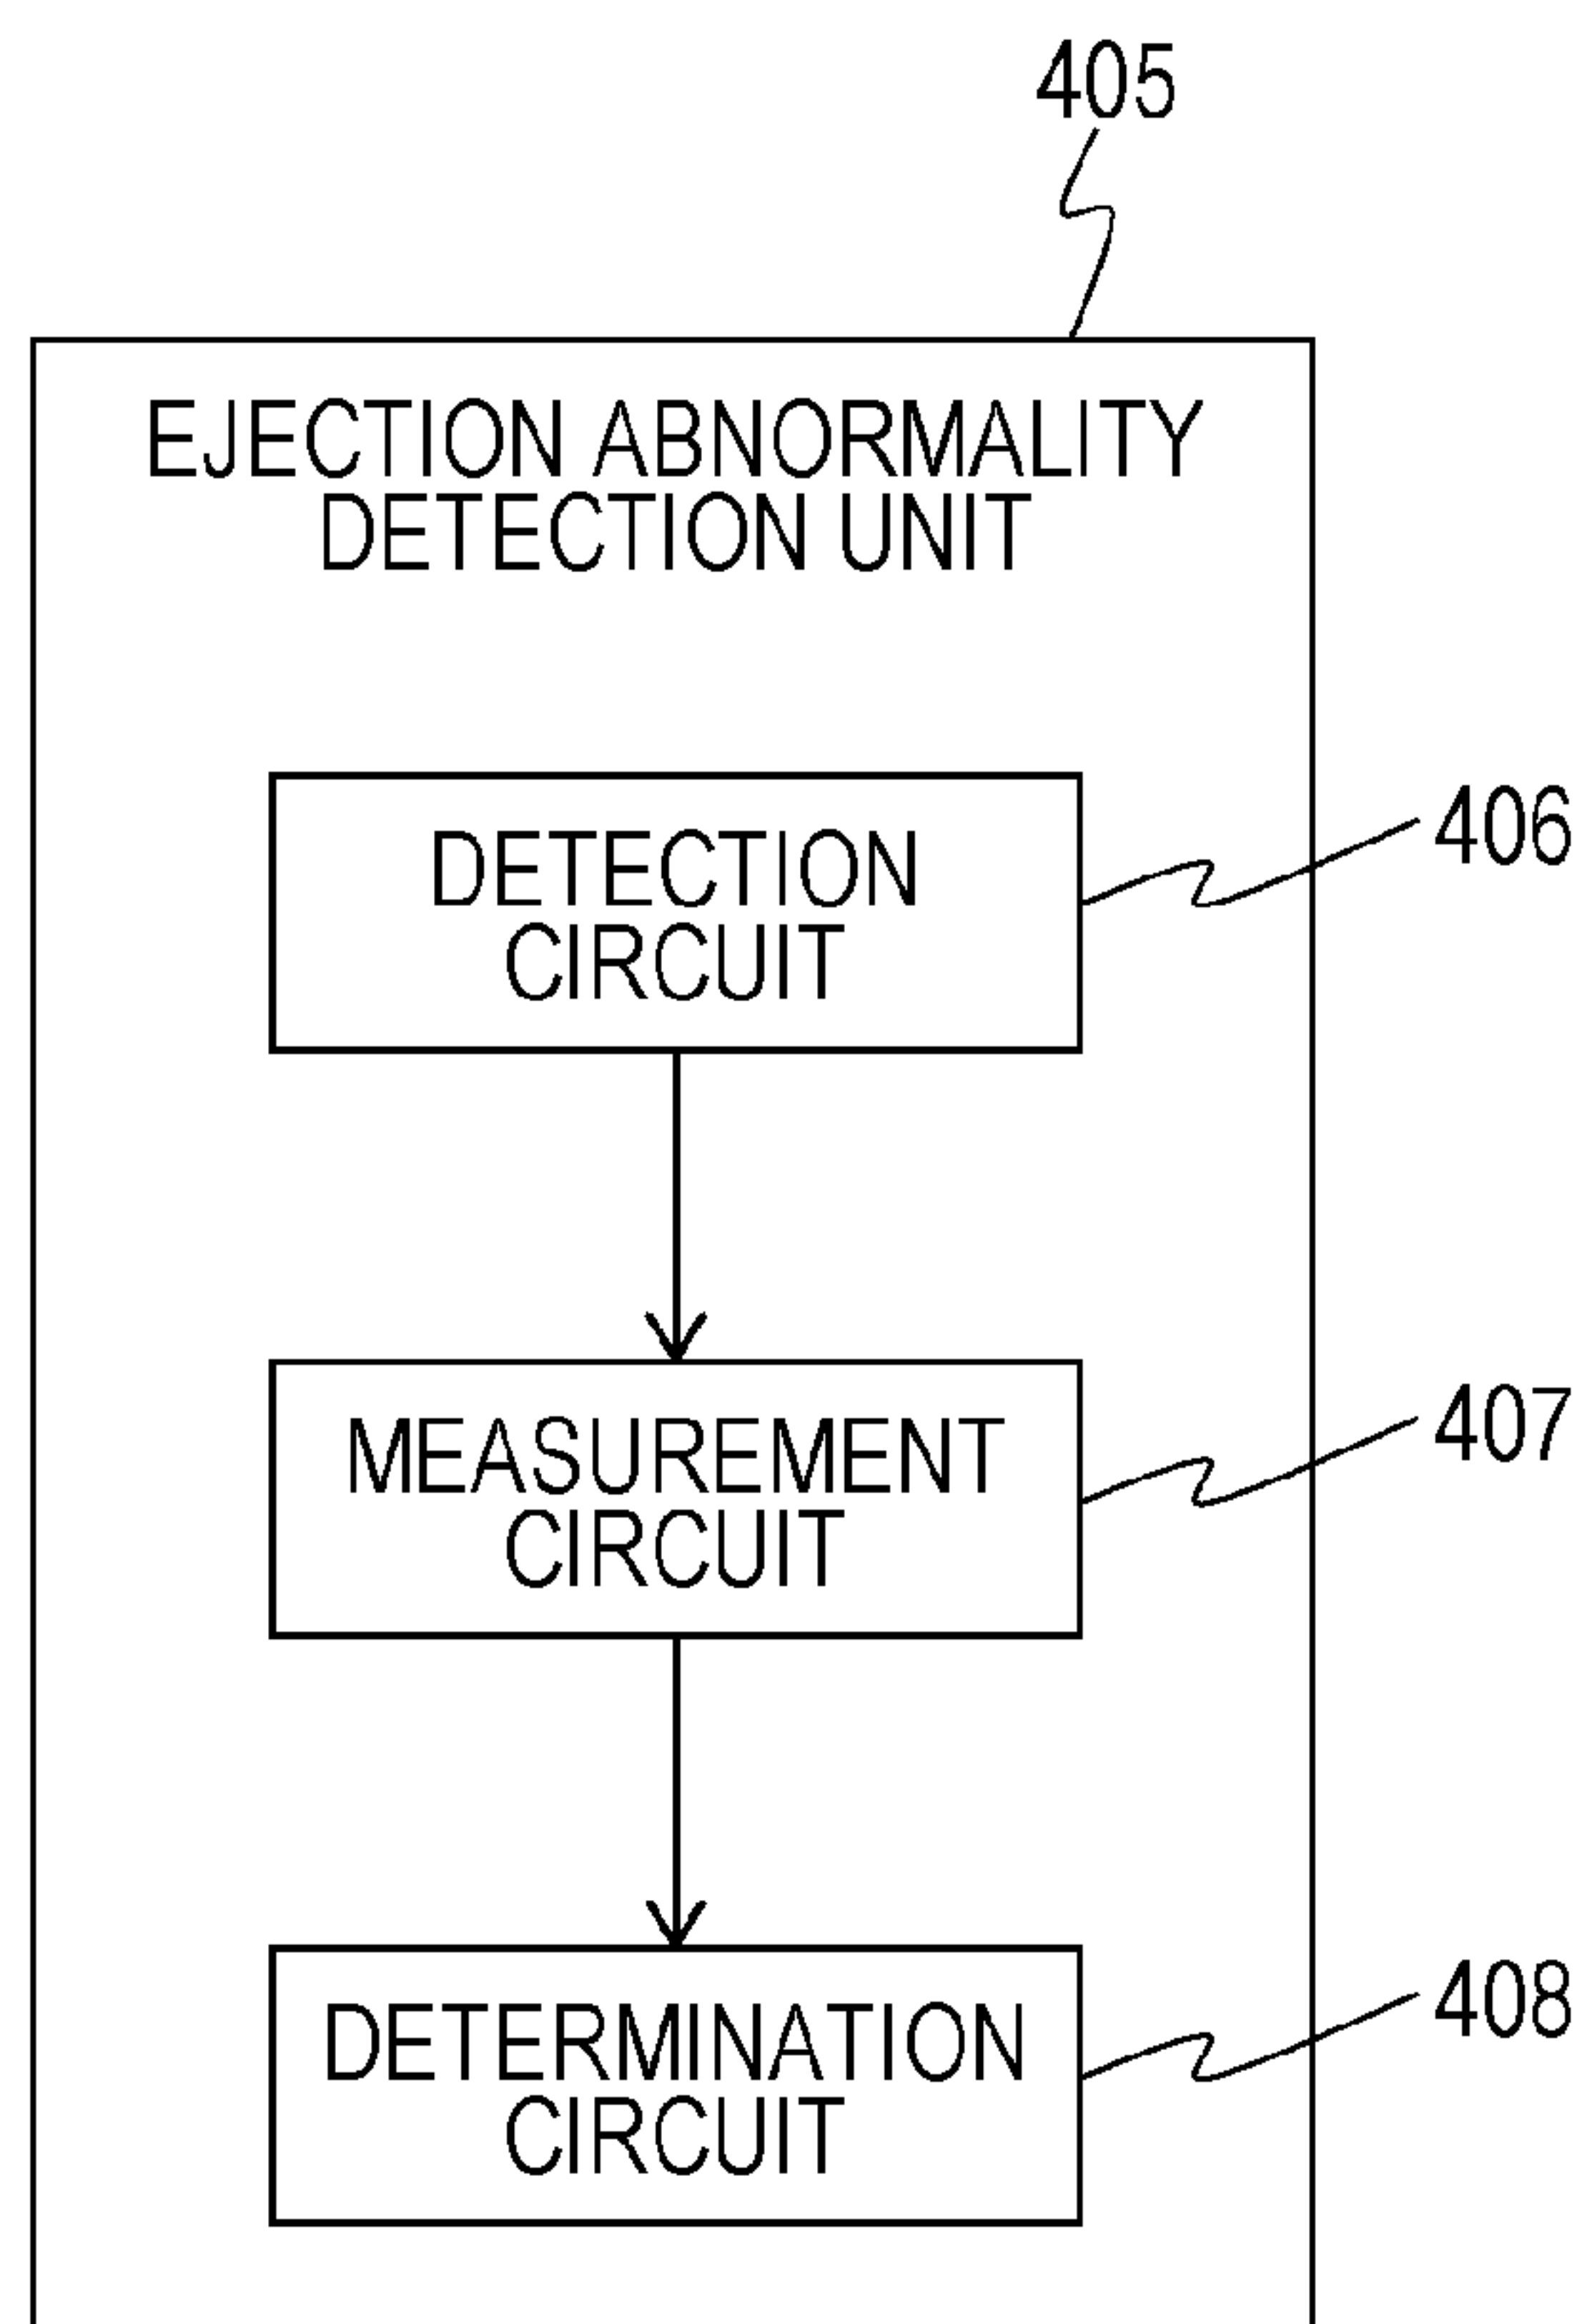 405
EJECTION ABNORMALITY
DETECTION UNIT
DETECTION
CIRCUIT
406
MEASUREMENT
CIRCUIT
407
DETERMINATION
CIRCUIT
408